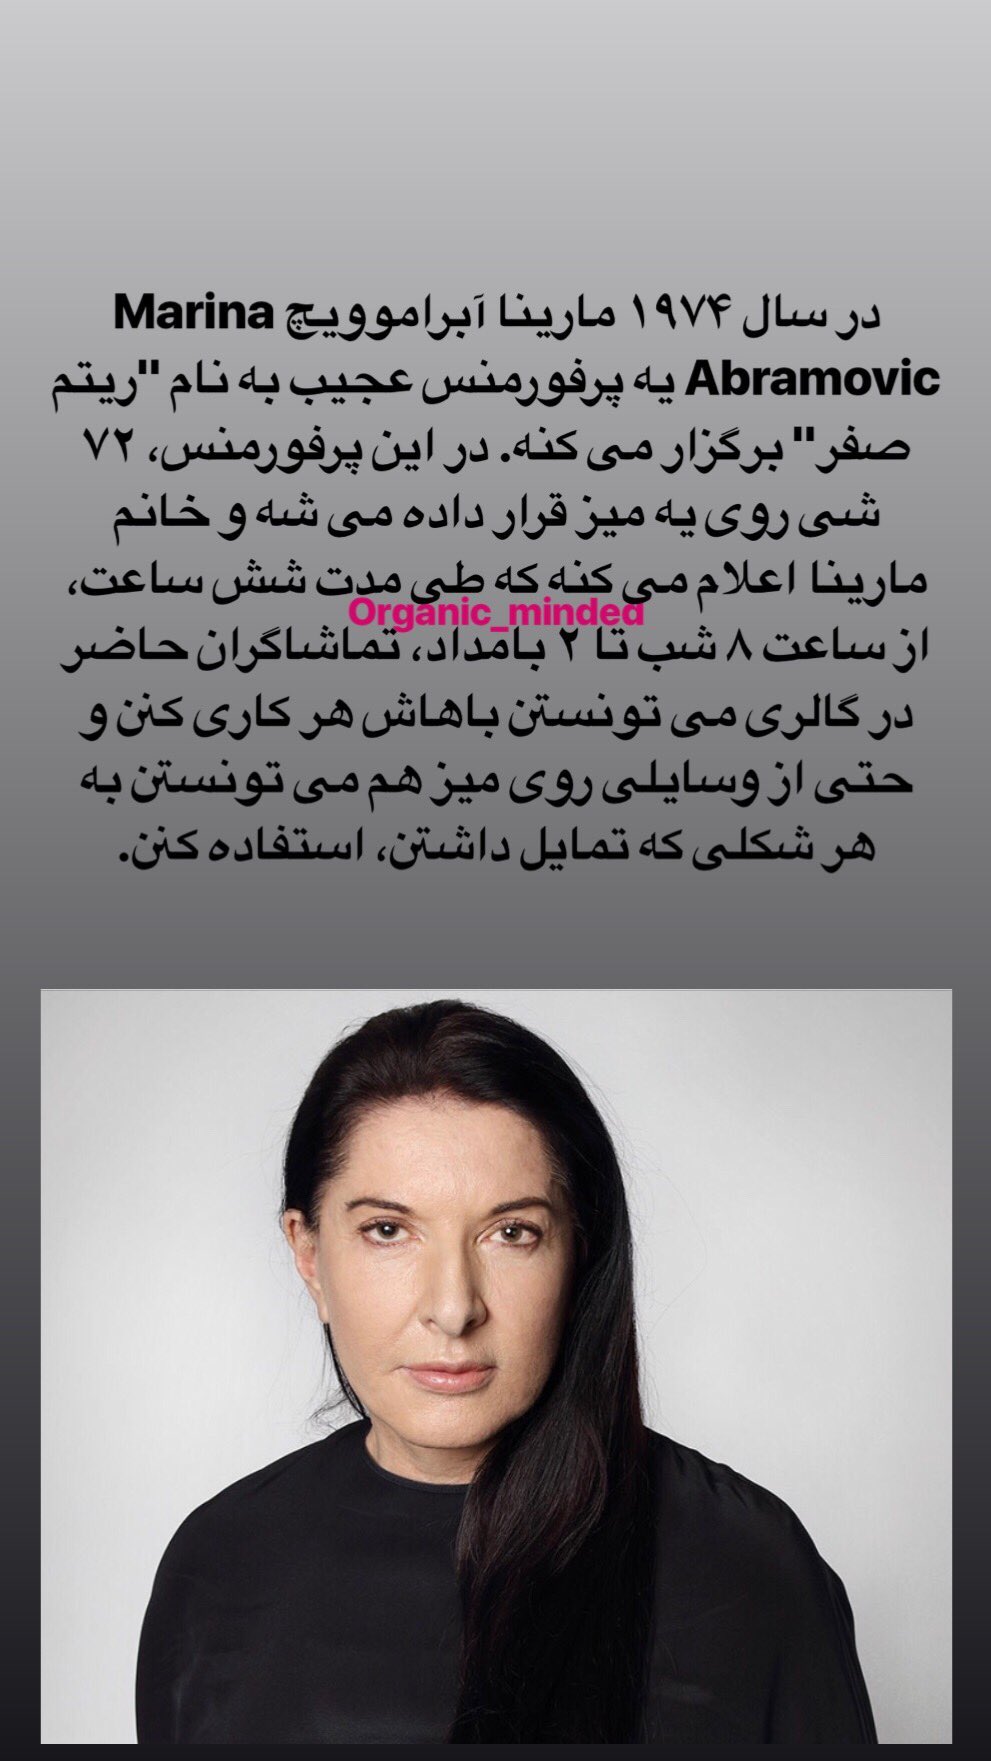 در سال ۱۹۷۴ مارینا آبراموویچ Marina
Abramovic یه پرفورمنس عجیب به نام "ریتم
صفر" برگزار می کنه. در این پرفورمنس، ۷۲
شی روی یه میز قرار داده می شه و خانم
مارینا اعلام می کنه که طی مدت شش ساعت،
Organic_minded
از ساعت ۸ شب تا ۲ بامداد، تماشاگران حاضر
در گالری می تونستن باهاش هر کاری کنن و
حتی از وسایلی روی میز هم می تونستن به
هر شکلی که تمایل داشتن، استفاده کنن.